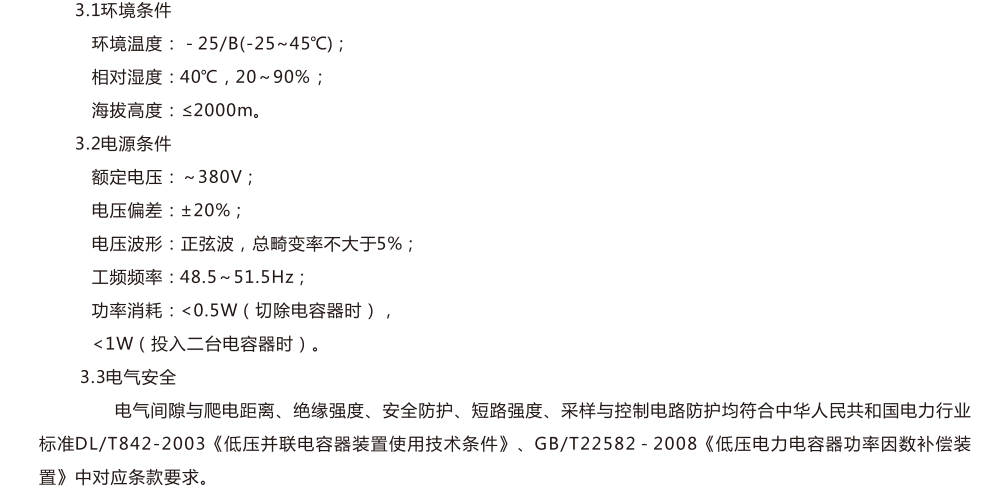 3.1环境条件
环境温度：－25/B(-25~45℃)；
相对湿度：40℃，20~90%；
海拔高度：≤2000m。
3.2电源条件
额定电压：~380V；
电压偏差：±20%；
电压波形：正弦波，总畸变率不大于5%；
工频频率：48.5~51.5Hz；
功率消耗：<0.5W（切除电容器时），
<1W（投入二台电容器时）。
3.3电气安全
电气间隙与爬电距离、绝缘强度、安全防护、短路强度、采样与控制电路防护均符合中华人民共和国电力行业
标准DL/T842-2003《低压并联电容器装置使用技术条件》、GB/T22582－2008《低压电力电容器功率因数补偿装
置》中对应条款要求。